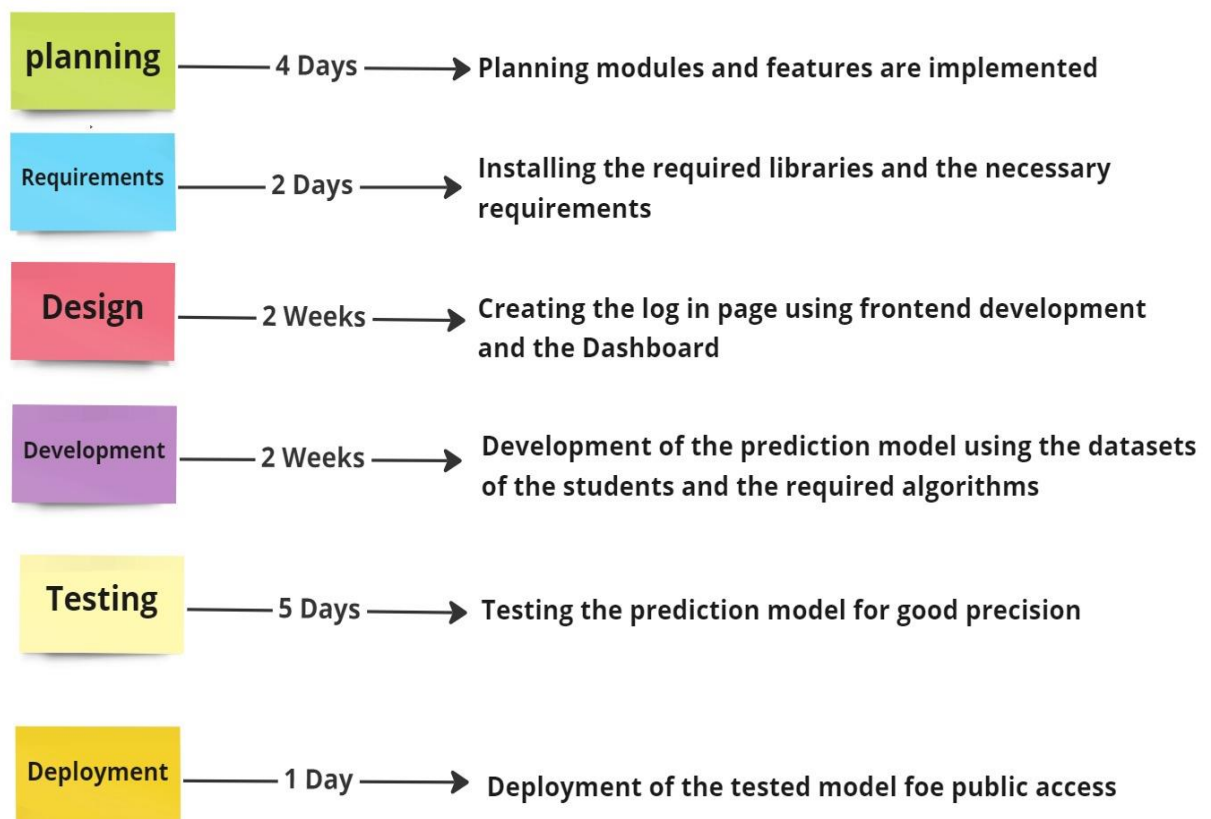 planning
4 Days
Planning modules and features are implemented
Requirements
2 Days
Installing the required libraries and the necessary
requirements
Design
2 Weeks
Creating the log in page using frontend development
and the Dashboard
Development
2 Weeks
Development of the prediction model using the datasets
of the students and the required algorithms
Testing
5 Days
Testing the prediction model for good precision
Deployment
1 Day
Deployment of the tested model foe public access